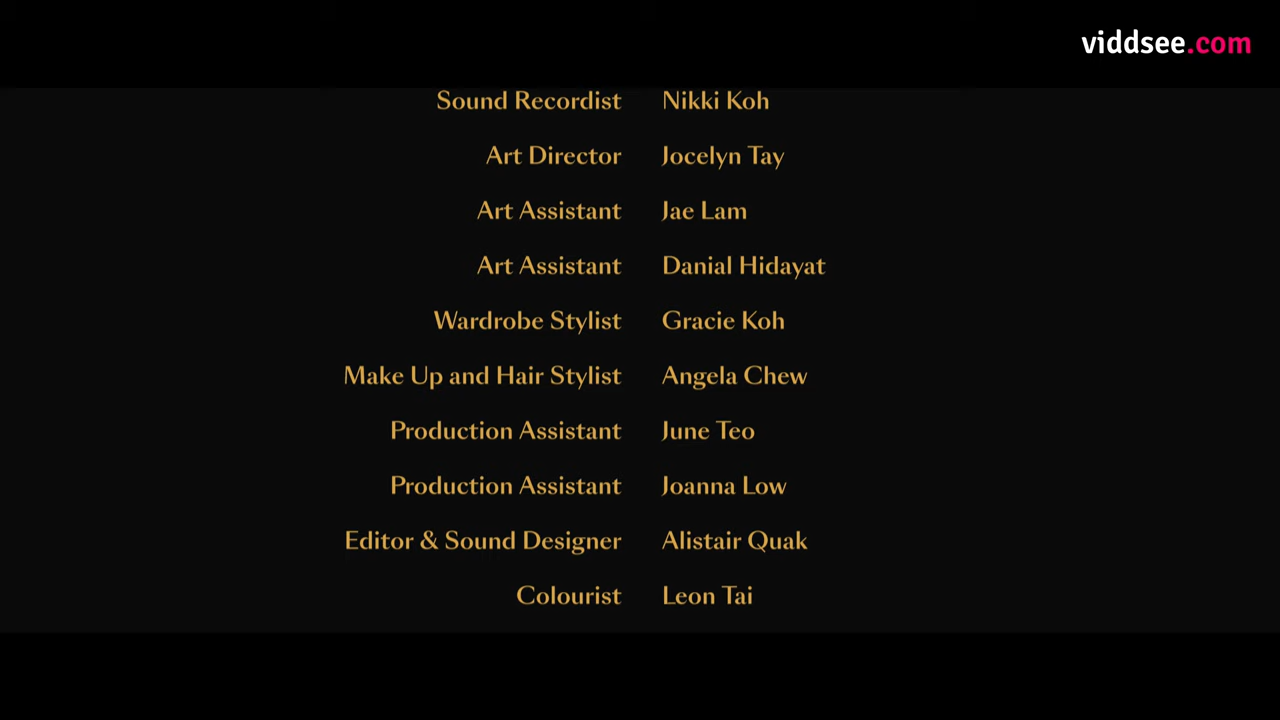 viddsee.com
Sound Recordist Nikki Koh
Art Director Jocelyn Tay
Art Assistant Jae Lam
Art Assistant Danial Hidayat
Wardrobe Stylist Gracie Koh
Make Up and Hair Stylist Angela Chew
Production Assistant June Teo
Production Assistant Joanna Low
Editor & Sound Designer Alistair Quak
Colourist Leon Tai